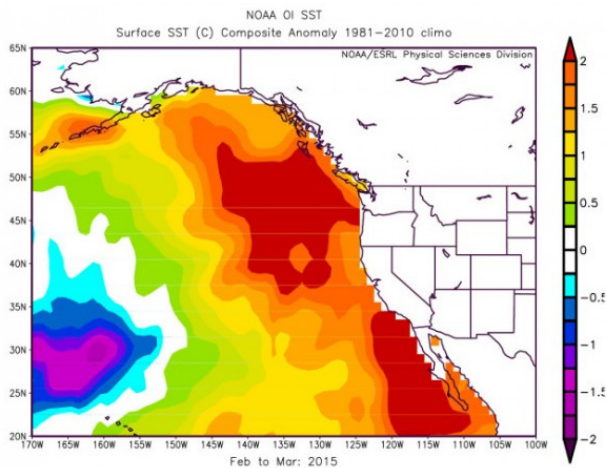 NOAA OI SST
Surface SST (C) Composite Anomaly 1981-2010 climo
NOAA/ESRL Physical Sciences Division
65N
60N
55N
50N
45N
40N
35N
30N
25N
20N
170W 165W 160W 155W 150W 145W 140W 135W 130W 125W 120W 115W 110W 105W 100W
Feb to Mar: 2015
2
1.5
1
0.5
0
-0.5
-1
-1.5
-2